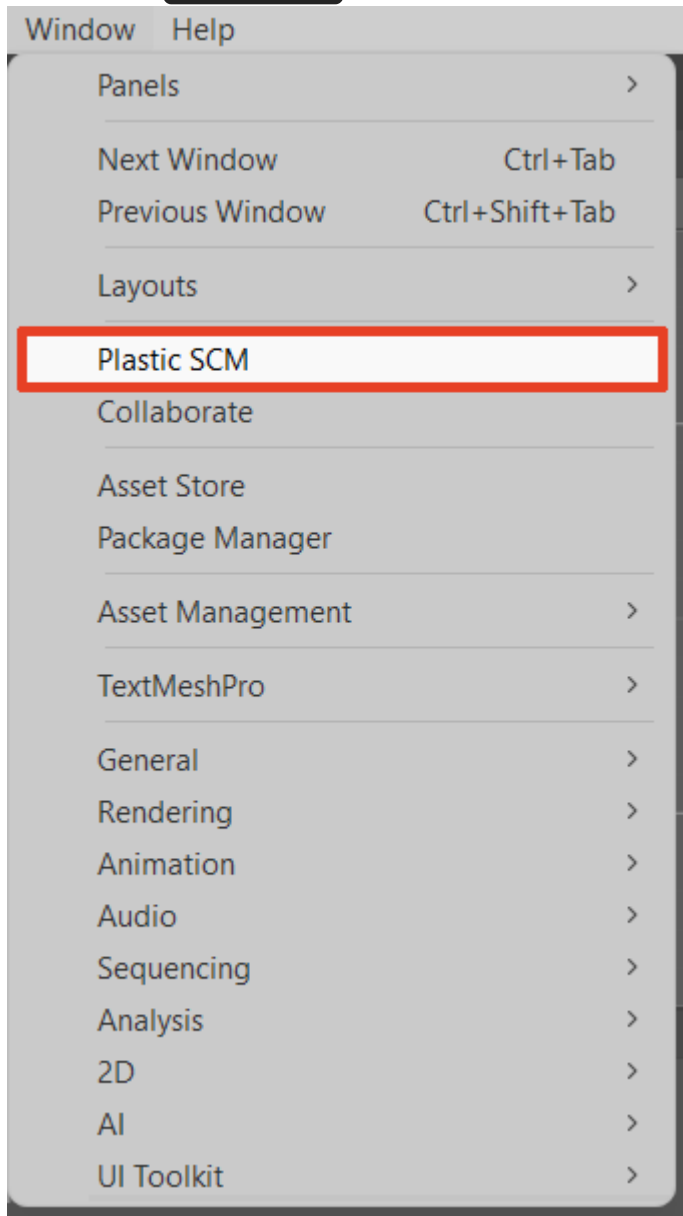 Window Help
Panels >
Next Window Ctrl+Tab
Previous Window Ctrl+Shift+Tab
Layouts >
Plastic SCM
Collaborate
Asset Store
Package Manager
Asset Management >
TextMeshPro >
General >
Rendering >
Animation >
Audio >
Sequencing >
Analysis >
2D >
AI >
UI Toolkit >